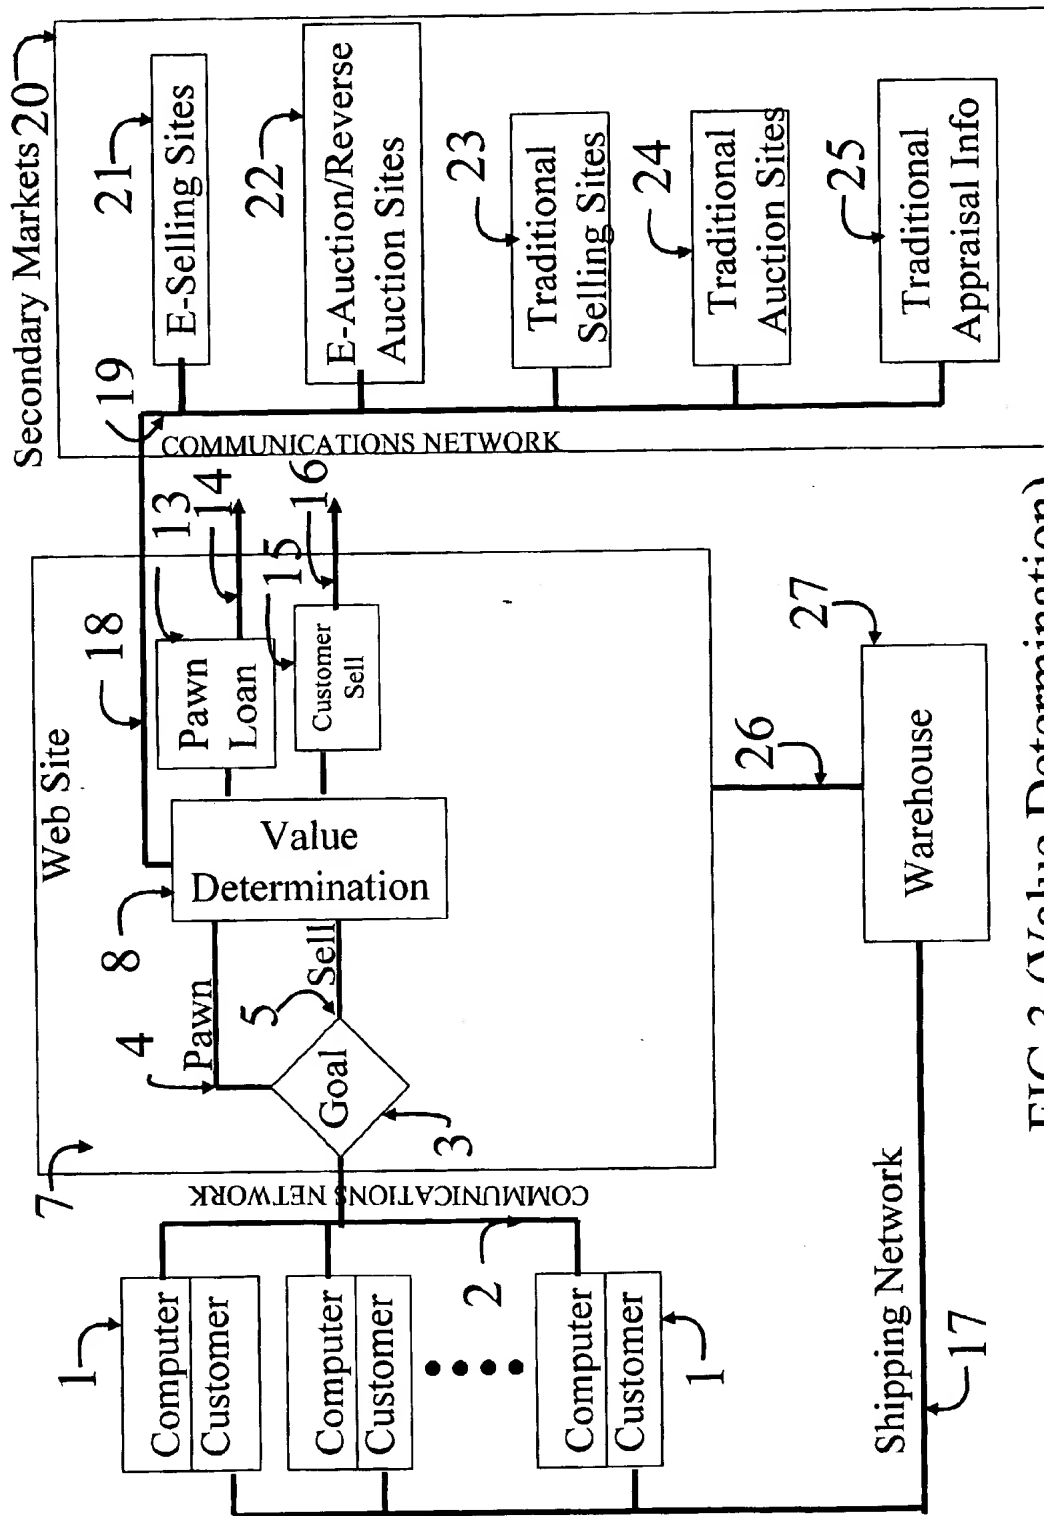 Secondary Markets 20
21
E-Selling Sites
22
E-Auction/Reverse
Auction Sites
23
Traditional
Selling Sites
24
Traditional
Auction Sites
25
Traditional
Appraisal Info
19
COMMUNICATIONS NETWORK
Web Site
7
18
13
14
15
16
Pawn
Loan
Customer
Sell
8
Value
Determination
4
Pawn
5
Sell
Goal
3
COMMUNICATIONS NETWORK
1
Computer
Customer
Computer
Customer
2
Computer
Customer
1
26
27
Warehouse
Shipping Network
17
(Value Determination)